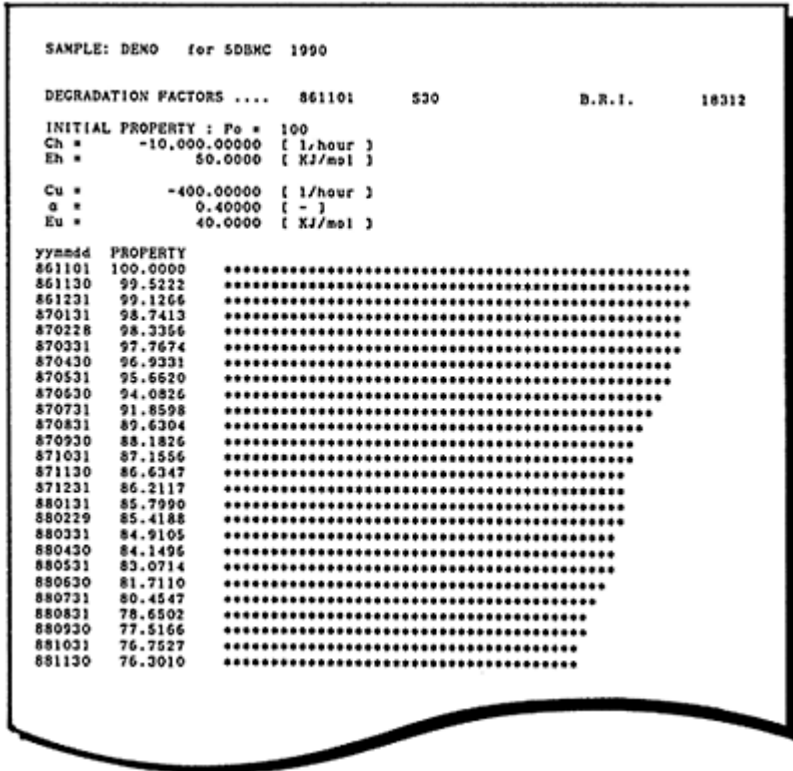 SAMPLE: DEMO for 5DBMC 1990
DEGRADATION FACTORS .... 861101 S30 B.R.I. 18312
INITIAL PROPERTY : Po = 100
Ch = -10,000.00000 [ 1/hour ]
Eh = 50.0000 [ KJ/mol ]
Cu = -400.00000 [ 1/hour ]
α = 0.40000 [ - ]
Eu = 40.0000 [ KJ/mol ]
yymmdd PROPERTY
861101 100.0000
861130 99.5222
861231 99.1266
870131 98.7413
870228 98.3356
870331 97.7674
870430 96.9331
870531 95.6620
870630 94.0826
870731 91.8598
870831 89.6304
870930 88.1826
871031 87.1556
871130 86.6347
871231 86.2117
880131 85.7990
880229 85.4188
880331 84.9105
880430 84.1496
880531 83.0714
880630 81.7110
880731 80.4547
880831 78.6502
880930 77.5166
881031 76.7527
881130 76.3010